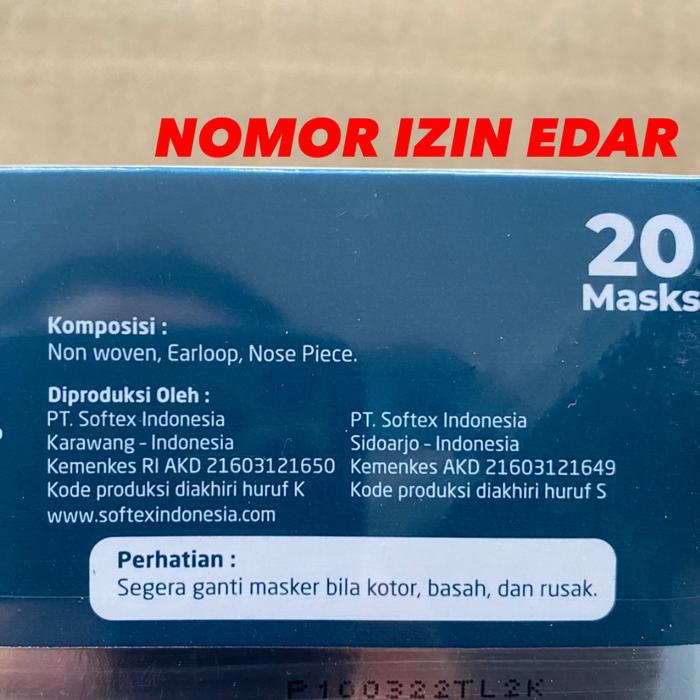 NOMOR IZIN EDAR
20
Masks
Komposisi :
Non woven, Earloop, Nose Piece.
Diproduksi Oleh :
PT. Softex Indonesia
Karawang - Indonesia
Kemenkes RI AKD 21603121650
Kode produksi diakhiri huruf K
www.softexindonesia.com
PT. Softex Indonesia
Sidoarjo - Indonesia
Kemenkes AKD 21603121649
Kode produksi diakhiri huruf S
Perhatian :
Segera ganti masker bila kotor, basah, dan rusak.
P100322TL2K